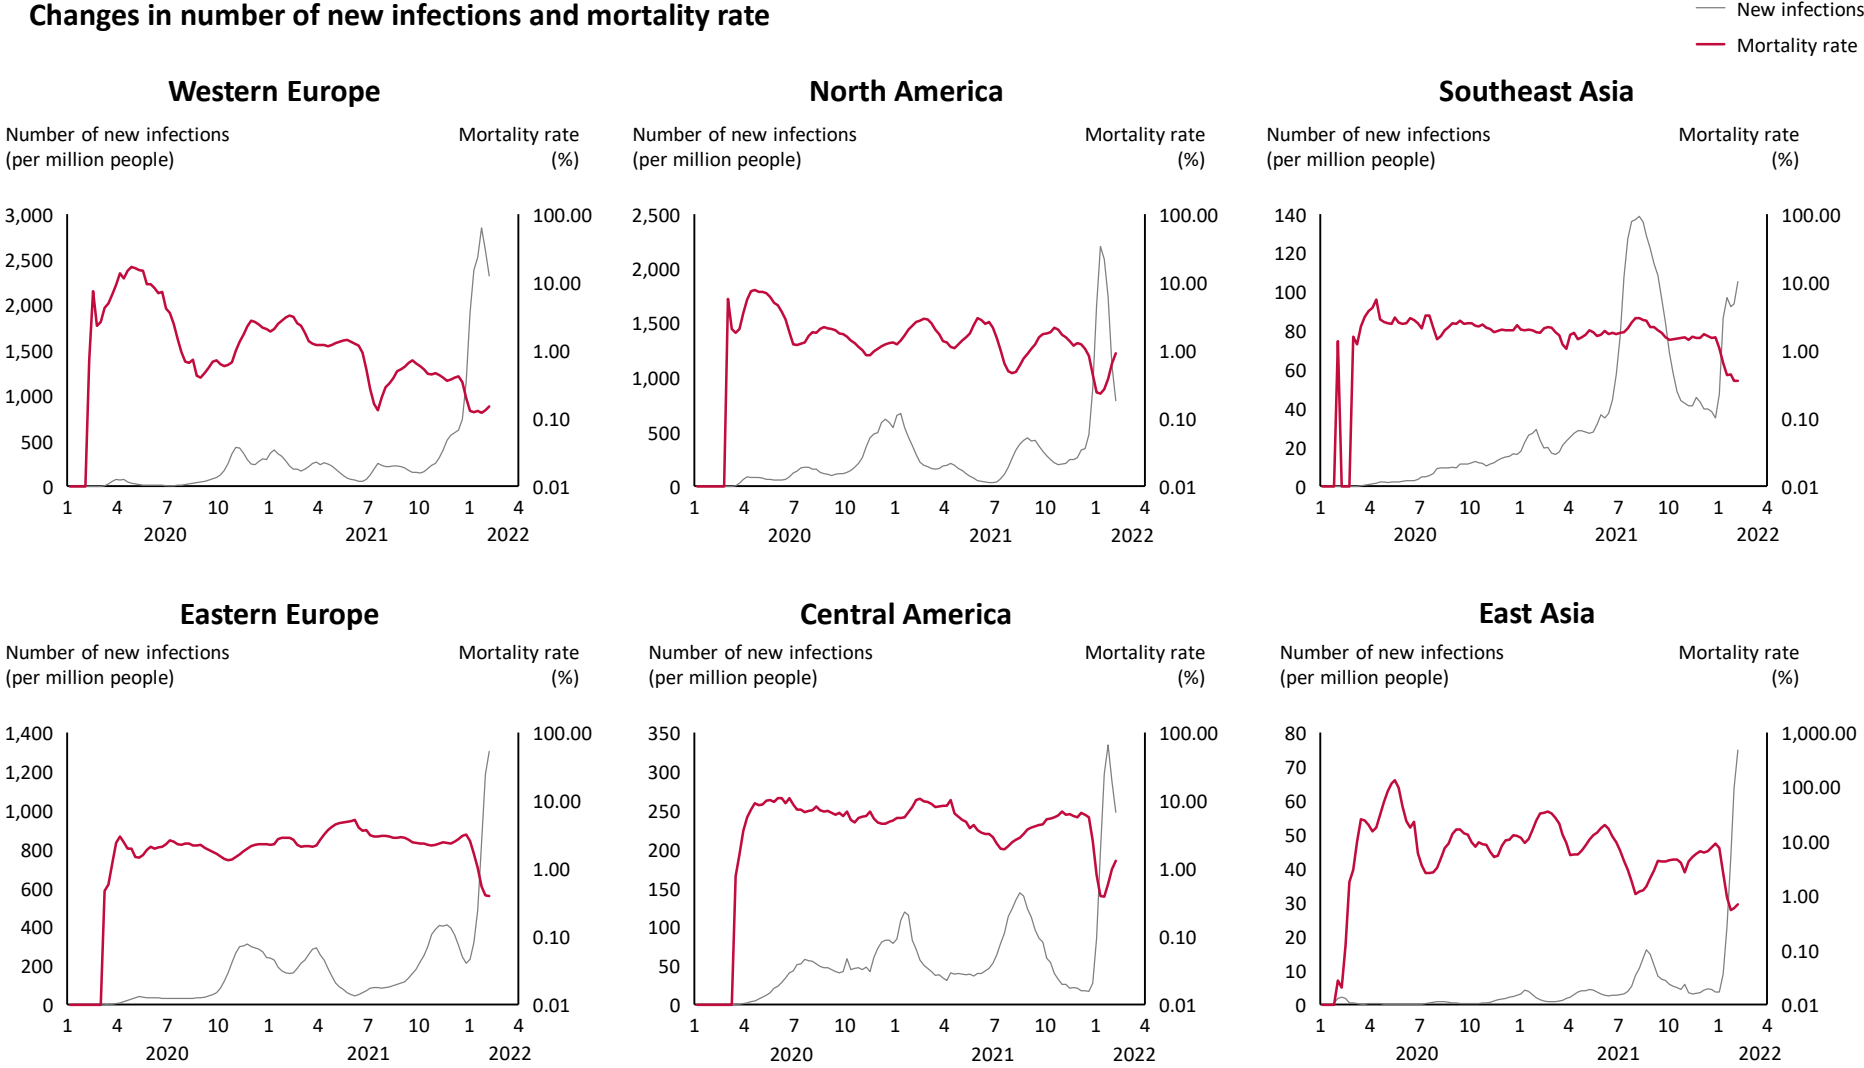 Changes in number of new infections and mortality rate
New infections
Mortality rate
Western Europe
Number of new infections
(per million people)
Mortality rate
(%)
3,000
2,500
2,000
1,500
1,000
500
0
100.00
10.00
1.00
0.10
0.01
1 4 7 10 1 4 7 10 1 4
2020 2021 2022
North America
Number of new infections
(per million people)
Mortality rate
(%)
2,500
2,000
1,500
1,000
500
0
100.00
10.00
1.00
0.10
0.01
1 4 7 10 1 4 7 10 1 4
2020 2021 2022
Southeast Asia
Number of new infections
(per million people)
Mortality rate
(%)
140
120
100
80
60
40
20
0
100.00
10.00
1.00
0.10
0.01
1 4 7 10 1 4 7 10 1 4
2020 2021 2022
Eastern Europe
Number of new infections
(per million people)
Mortality rate
(%)
1,400
1,200
1,000
800
600
400
200
0
100.00
10.00
1.00
0.10
0.01
1 4 7 10 1 4 7 10 1 4
2020 2021 2022
Central America
Number of new infections
(per million people)
Mortality rate
(%)
350
300
250
200
150
100
50
0
100.00
10.00
1.00
0.10
0.01
1 4 7 10 1 4 7 10 1 4
2020 2021 2022
East Asia
Number of new infections
(per million people)
Mortality rate
(%)
80
70
60
50
40
30
20
10
0
1,000.00
100.00
10.00
1.00
0.10
0.01
1 4 7 10 1 4 7 10 1 4
2020 2021 2022